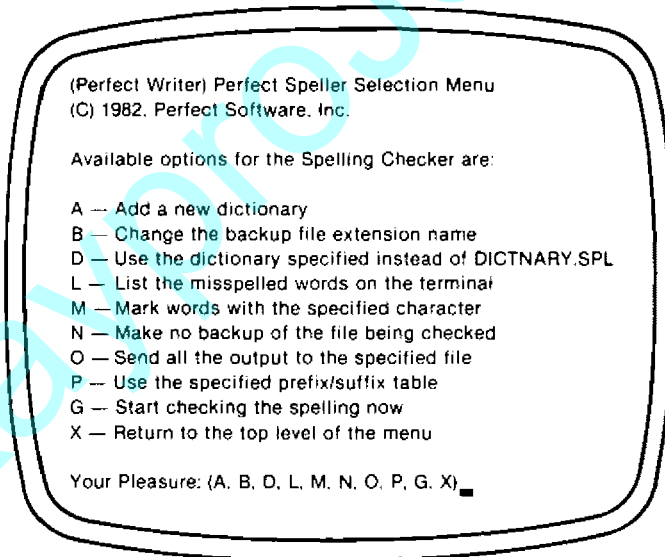 (Perfect Writer) Perfect Speller Selection Menu
(C) 1982, Perfect Software, Inc.
Available options for the Spelling Checker are:
A — Add a new dictionary
B — Change the backup file extension name
D — Use the dictionary specified instead of DICTNARY.SPL
L — List the misspelled words on the terminal
M — Mark words with the specified character
N — Make no backup of the file being checked
O — Send all the output to the specified file
P — Use the specified prefix/suffix table
G — Start checking the spelling now
X — Return to the top level of the menu
Your Pleasure: (A, B, D, L, M, N, O, P, G, X)